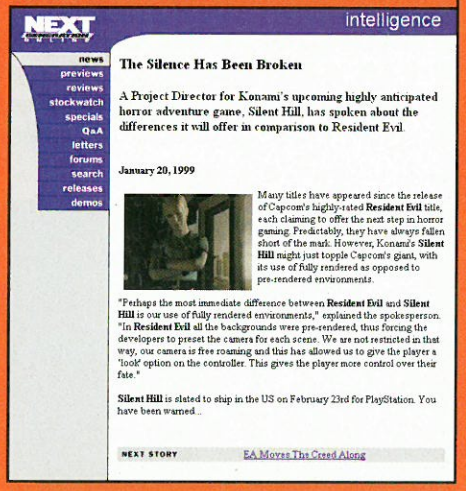 NEXT
GENERATION
ONLINE
intelligence
news
previews
reviews
stockwatch
specials
Q&A
letters
forums
search
releases
demos
The Silence Has Been Broken
A Project Director for Konami's upcoming highly anticipated
horror adventure game, Silent Hill, has spoken about the
differences it will offer in comparison to Resident Evil.
January 20, 1999
Many titles have appeared since the release
of Capcom's highly-rated Resident Evil title,
each claiming to offer the next step in horror
gaming. Predictably, they have always fallen
short of the mark. However, Konami's Silent
Hill might just topple Capcom's giant, with
its use of fully rendered as opposed to
pre-rendered environments.
"Perhaps the most immediate difference between Resident Evil and Silent
Hill is our use of fully rendered environments," explained the spokesperson.
"In Resident Evil all the backgrounds were pre-rendered, thus forcing the
developers to preset the camera for each scene. We are not restricted in that
way, our camera is free roaming and this has allowed us to give the player a
'look' option on the controller. This gives the player more control over their
fate."
Silent Hill is slated to ship in the US on February 23rd for PlayStation. You
have been warned...
NEXT STORY
EA Moves The Creed Along